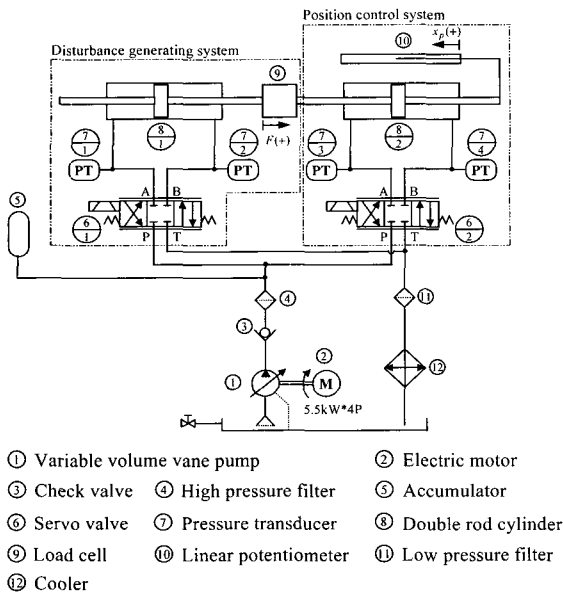 Position control system
xp(+)
⑩
Disturbance generating system
⑨
F(+)
7 1
PT
8 1
7 2
PT
7 3
PT
8 2
7 4
PT
A B
A B
⑤
6 1
P T
P T
6 2
④
⑪
③
②
①
M
⑫
5.5kW*4P
① Variable volume vane pump ② Electric motor
③ Check valve ④ High pressure filter ⑤ Accumulator
⑥ Servo valve ⑦ Pressure transducer ⑧ Double rod cylinder
⑨ Load cell ⑩ Linear potentiometer ⑪ Low pressure filter
⑫ Cooler